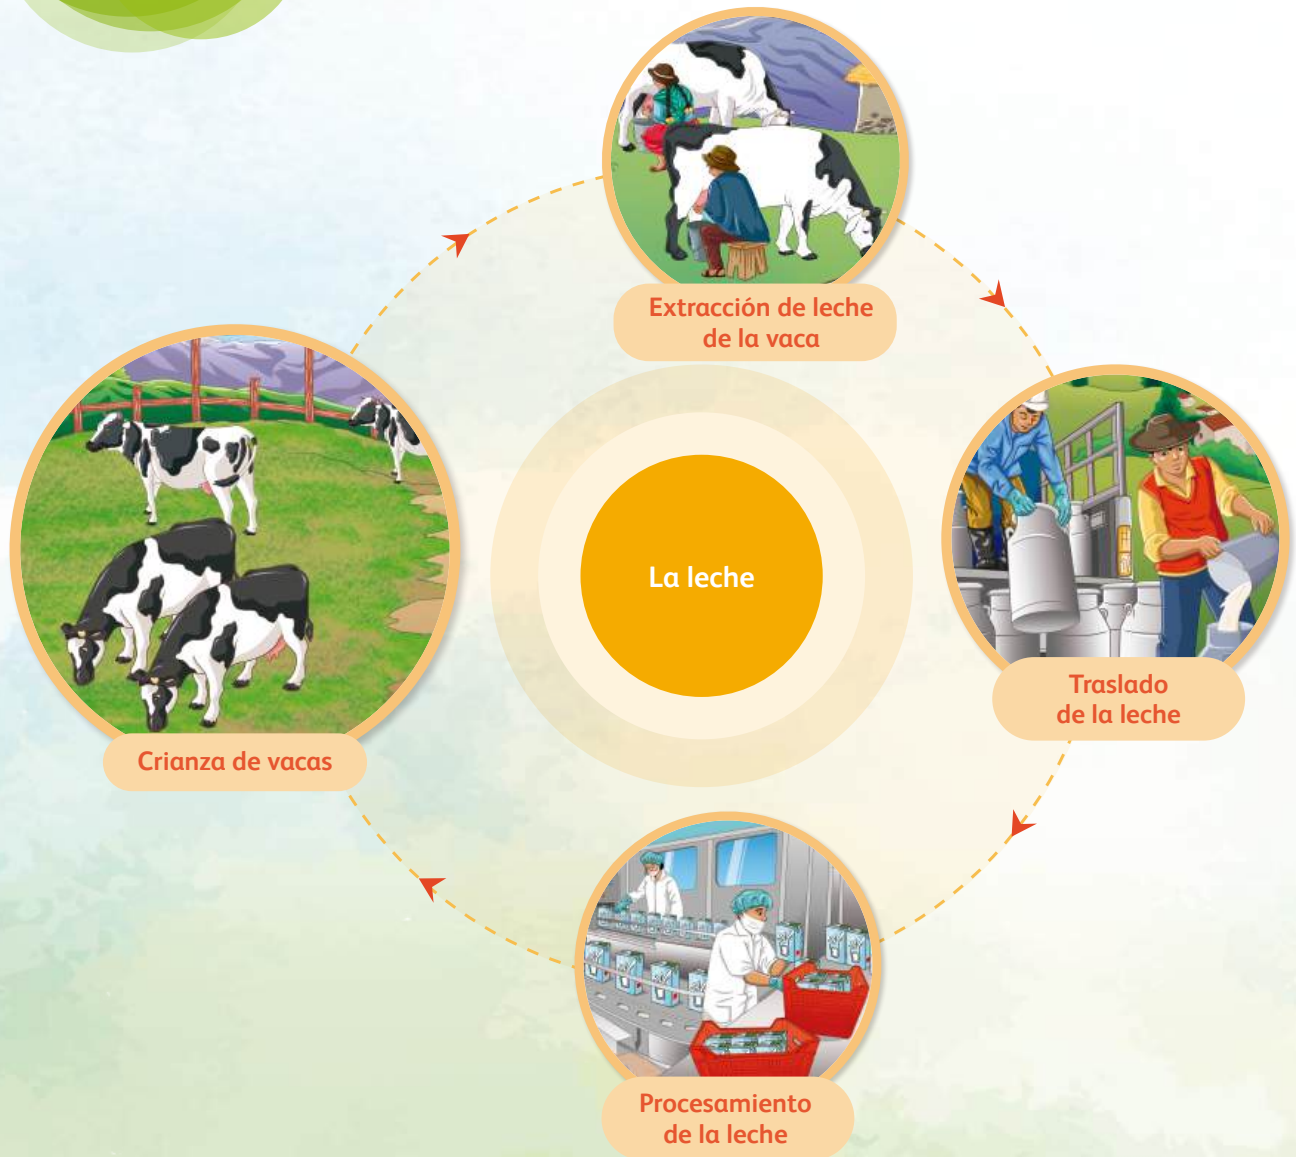 Extracción de leche
de la vaca
La leche
Traslado
de la leche
Crianza de vacas
Procesamiento
de la leche